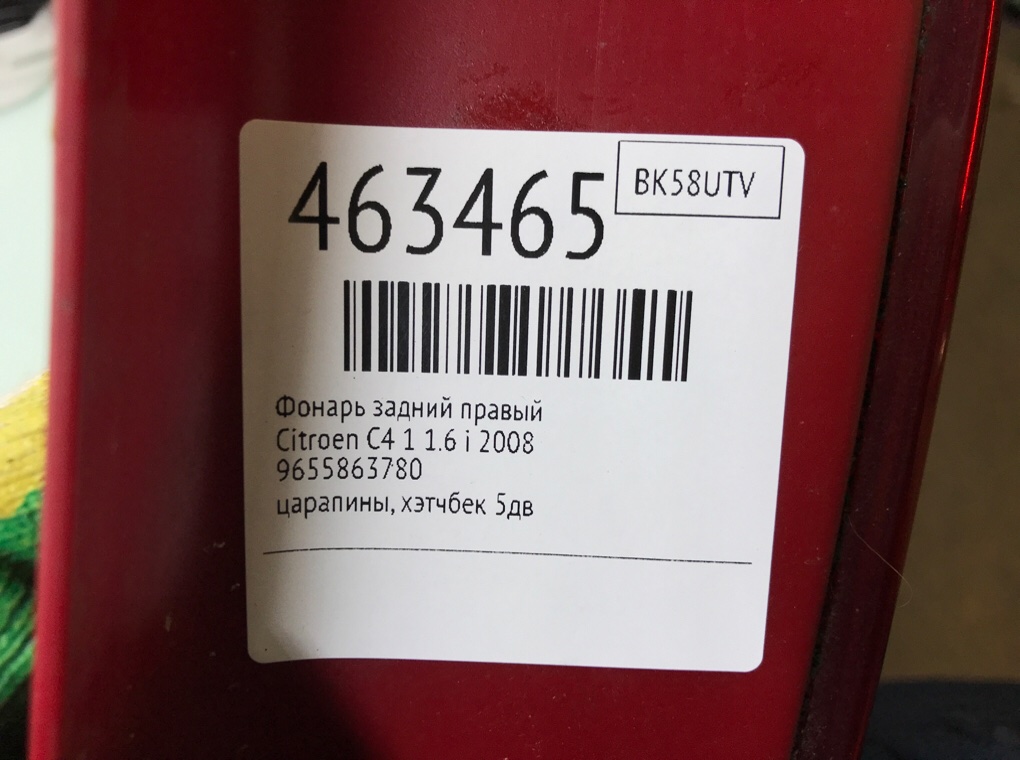 463465
BK58UTV
Фонарь задний правый
Citroen C4 1 1.6 i 2008
9655863780
царапины, хэтчбек 5дв